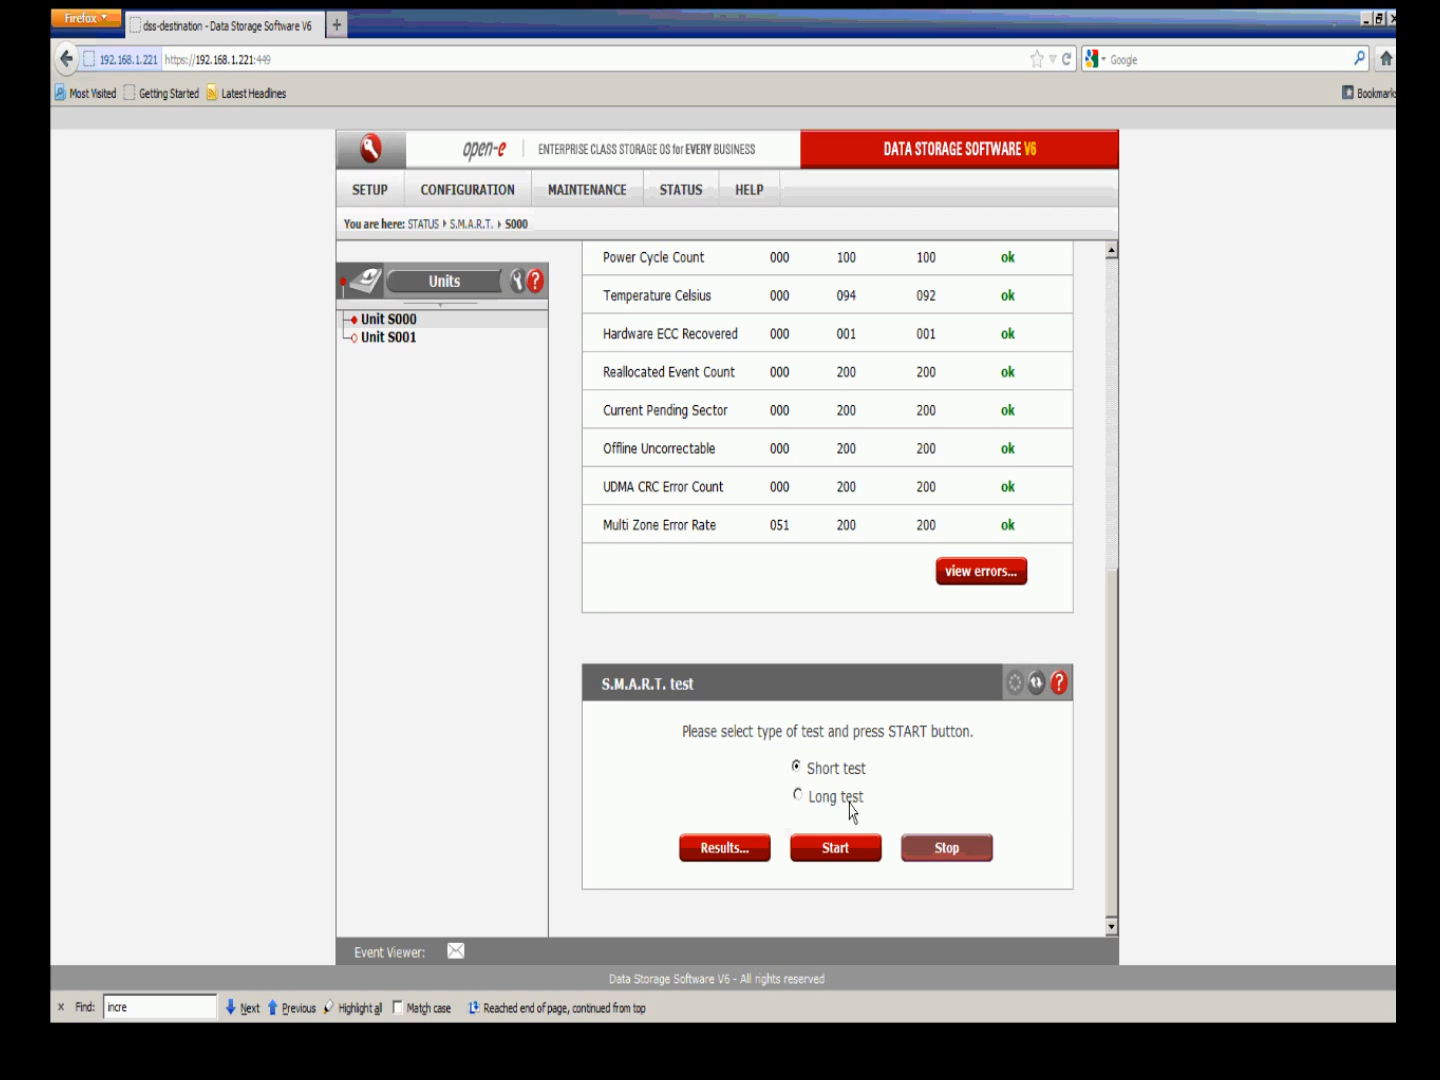 Firefox
dss-destination - Data Storage Software V6
192.168.1.221 https://192.168.1.221:449
Google
Most Visited Getting Started Latest Headlines
Bookmarks
open-e ENTERPRISE CLASS STORAGE OS for EVERY BUSINESS DATA STORAGE SOFTWARE V6
SETUP CONFIGURATION MAINTENANCE STATUS HELP
You are here: STATUS S.M.A.R.T. S000
Units
Unit S000
Unit S001
Power Cycle Count 000 100 100 ok
Temperature Celsius 000 094 092 ok
Hardware ECC Recovered 000 001 001 ok
Reallocated Event Count 000 200 200 ok
Current Pending Sector 000 200 200 ok
Offline Uncorrectable 000 200 200 ok
UDMA CRC Error Count 000 200 200 ok
Multi Zone Error Rate 051 200 200 ok
view errors...
S.M.A.R.T. test
Please select type of test and press START button.
Short test
Long test
Results... Start Stop
Event Viewer:
Data Storage Software V6 - All rights reserved
x Find: incre Next Previous Highlight all Match case Reached end of page, continued from top